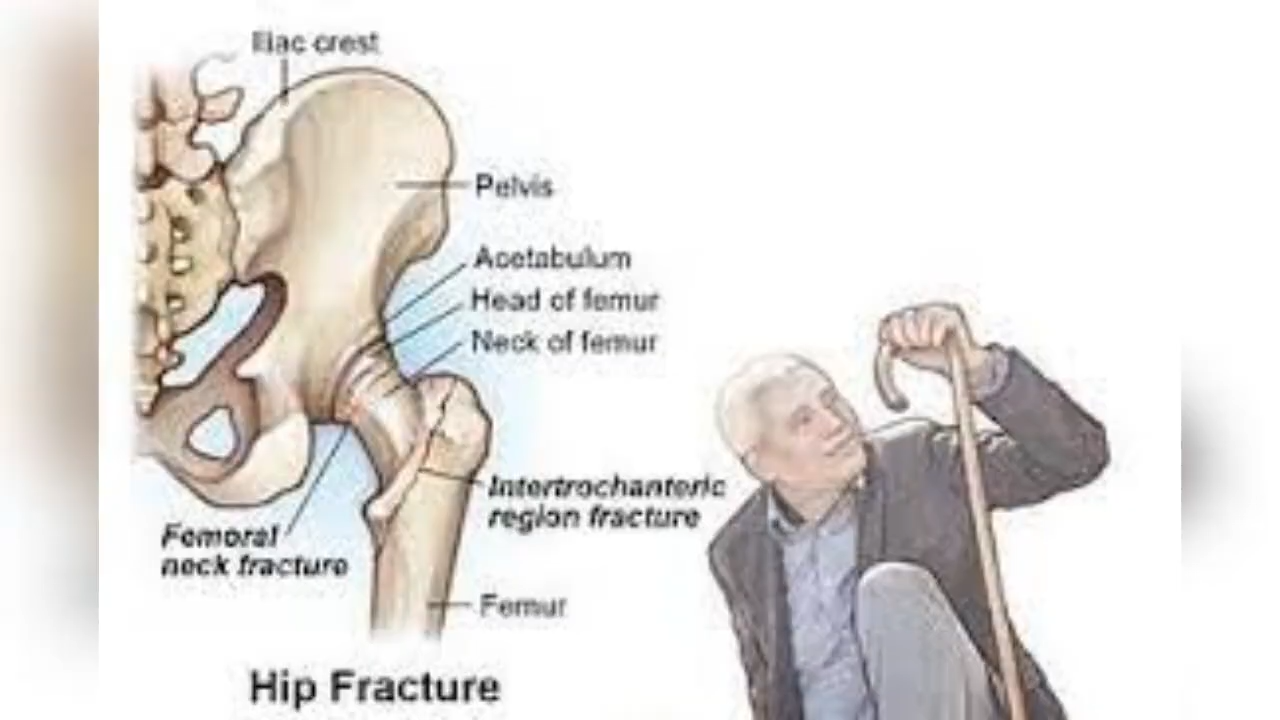 Iliac crest
Pelvis
Acetabulum
Head of femur
Neck of femur
Intertrochanteric
region fracture
Femoral
neck fracture
Femur
Hip Fracture